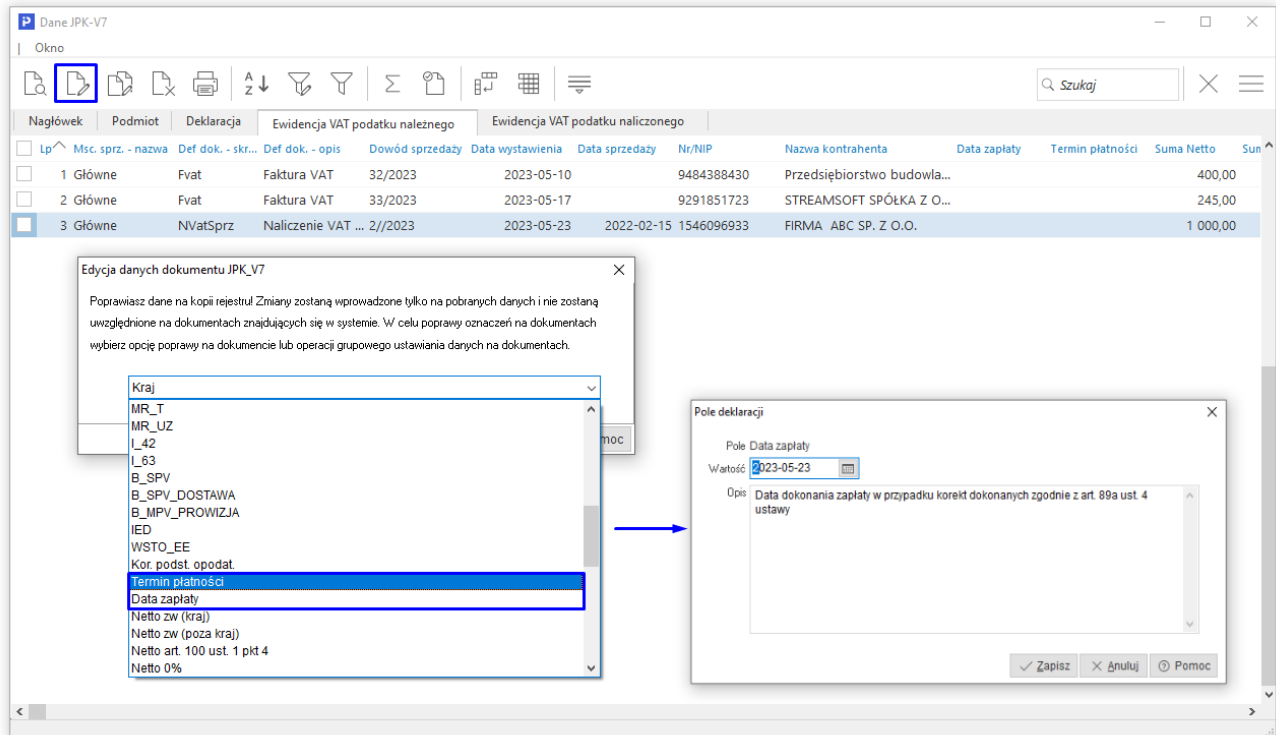 Dane JPK-V7
Okno
Szukaj
Nagłówek Podmiot Deklaracja Ewidencja VAT podatku należnego Ewidencja VAT podatku naliczonego
Lp Msc. sprz. - nazwa Def dok. - skr... Def dok. - opis Dowód sprzedaży Data wystawienia Data sprzedaży Nr/NIP Nazwa kontrahenta Data zapłaty Termin płatności Suma Netto Sum
1 Główne Fvat Faktura VAT 32/2023 2023-05-10 9484388430 Przedsiębiorstwo budowla... 400,00
2 Główne Fvat Faktura VAT 33/2023 2023-05-17 9291851723 STREAMSOFT SPÓŁKA Z O... 245,00
3 Główne NVatSprz Naliczenie VAT ... 2//2023 2023-05-23 2022-02-15 1546096933 FIRMA ABC SP. Z O.O. 1 000,00
Edycja danych dokumentu JPK_V7
Poprawiasz dane na kopii rejestru! Zmiany zostaną wprowadzone tylko na pobranych danych i nie zostaną
uwzględnione na dokumentach znajdujących się w systemie. W celu poprawy oznaczeń na dokumentach
wybierz opcję poprawy na dokumencie lub operacji grupowego ustawiania danych na dokumentach.
Kraj
MR_T
MR_UZ
I_42
I_63
B_SPV
B_SPV_DOSTAWA
B_MPV_PROWIZJA
IED
WSTO_EE
Kor. podst. opodat.
Termin płatności
Data zapłaty
Netto zw (kraj)
Netto zw (poza kraj)
Netto art. 100 ust. 1 pkt 4
Netto 0%
moc
Pole deklaracji
Pole Data zapłaty
Wartość 2023-05-23
Opis Data dokonania zapłaty w przypadku korekt dokonanych zgodnie z art. 89a ust. 4
ustawy
Zapisz Anuluj Pomoc